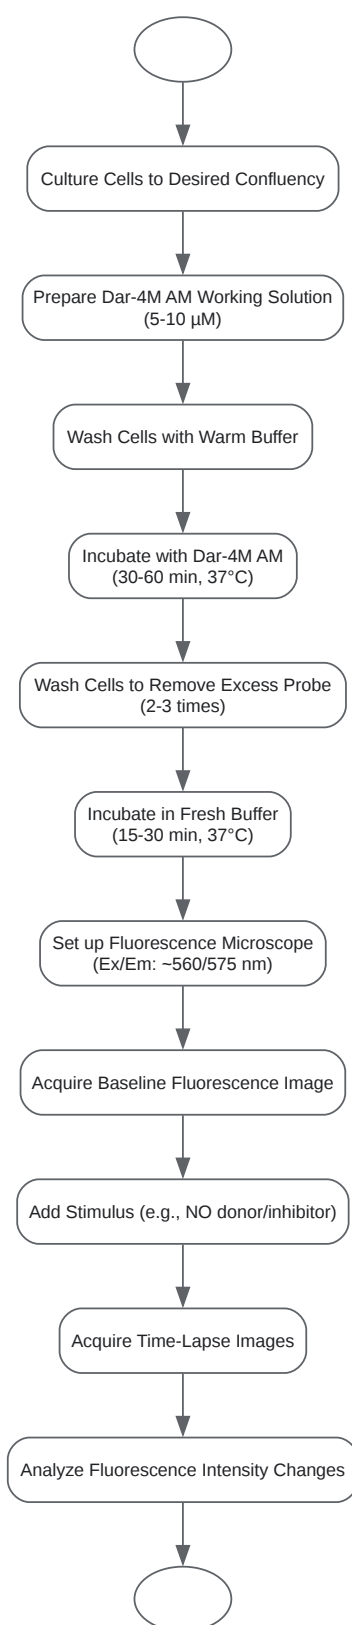 Culture Cells to Desired Confluency
Prepare Dar-4M AM Working Solution
(5-10 µM)
Wash Cells with Warm Buffer
Incubate with Dar-4M AM
(30-60 min, 37°C)
Wash Cells to Remove Excess Probe
(2-3 times)
Incubate in Fresh Buffer
(15-30 min, 37°C)
Set up Fluorescence Microscope
(Ex/Em: ~560/575 nm)
Acquire Baseline Fluorescence Image
Add Stimulus (e.g., NO donor/inhibitor)
Acquire Time-Lapse Images
Analyze Fluorescence Intensity Changes